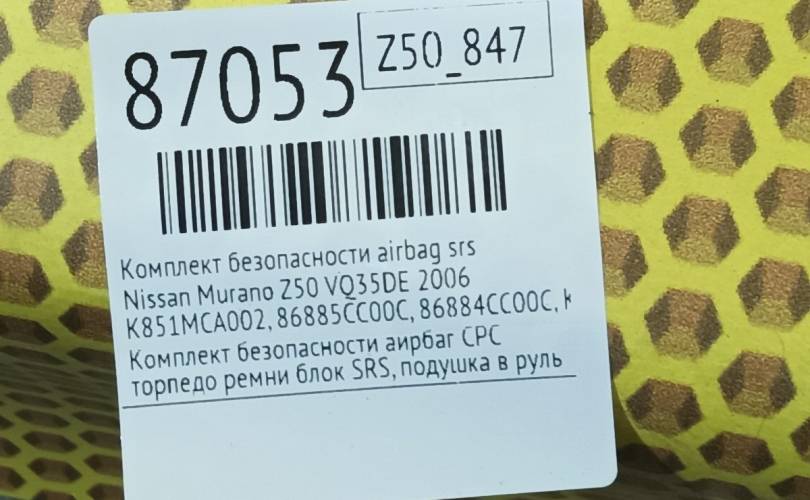 87053
Z50_847
Комплект безопасности airbag srs
Nissan Murano Z50 VQ35DE 2006
K851MCA002, 86885CC00C, 86884CC00C,
Комплект безопасности аирбаг СРС
торпедо ремни блок SRS, подушка в руль